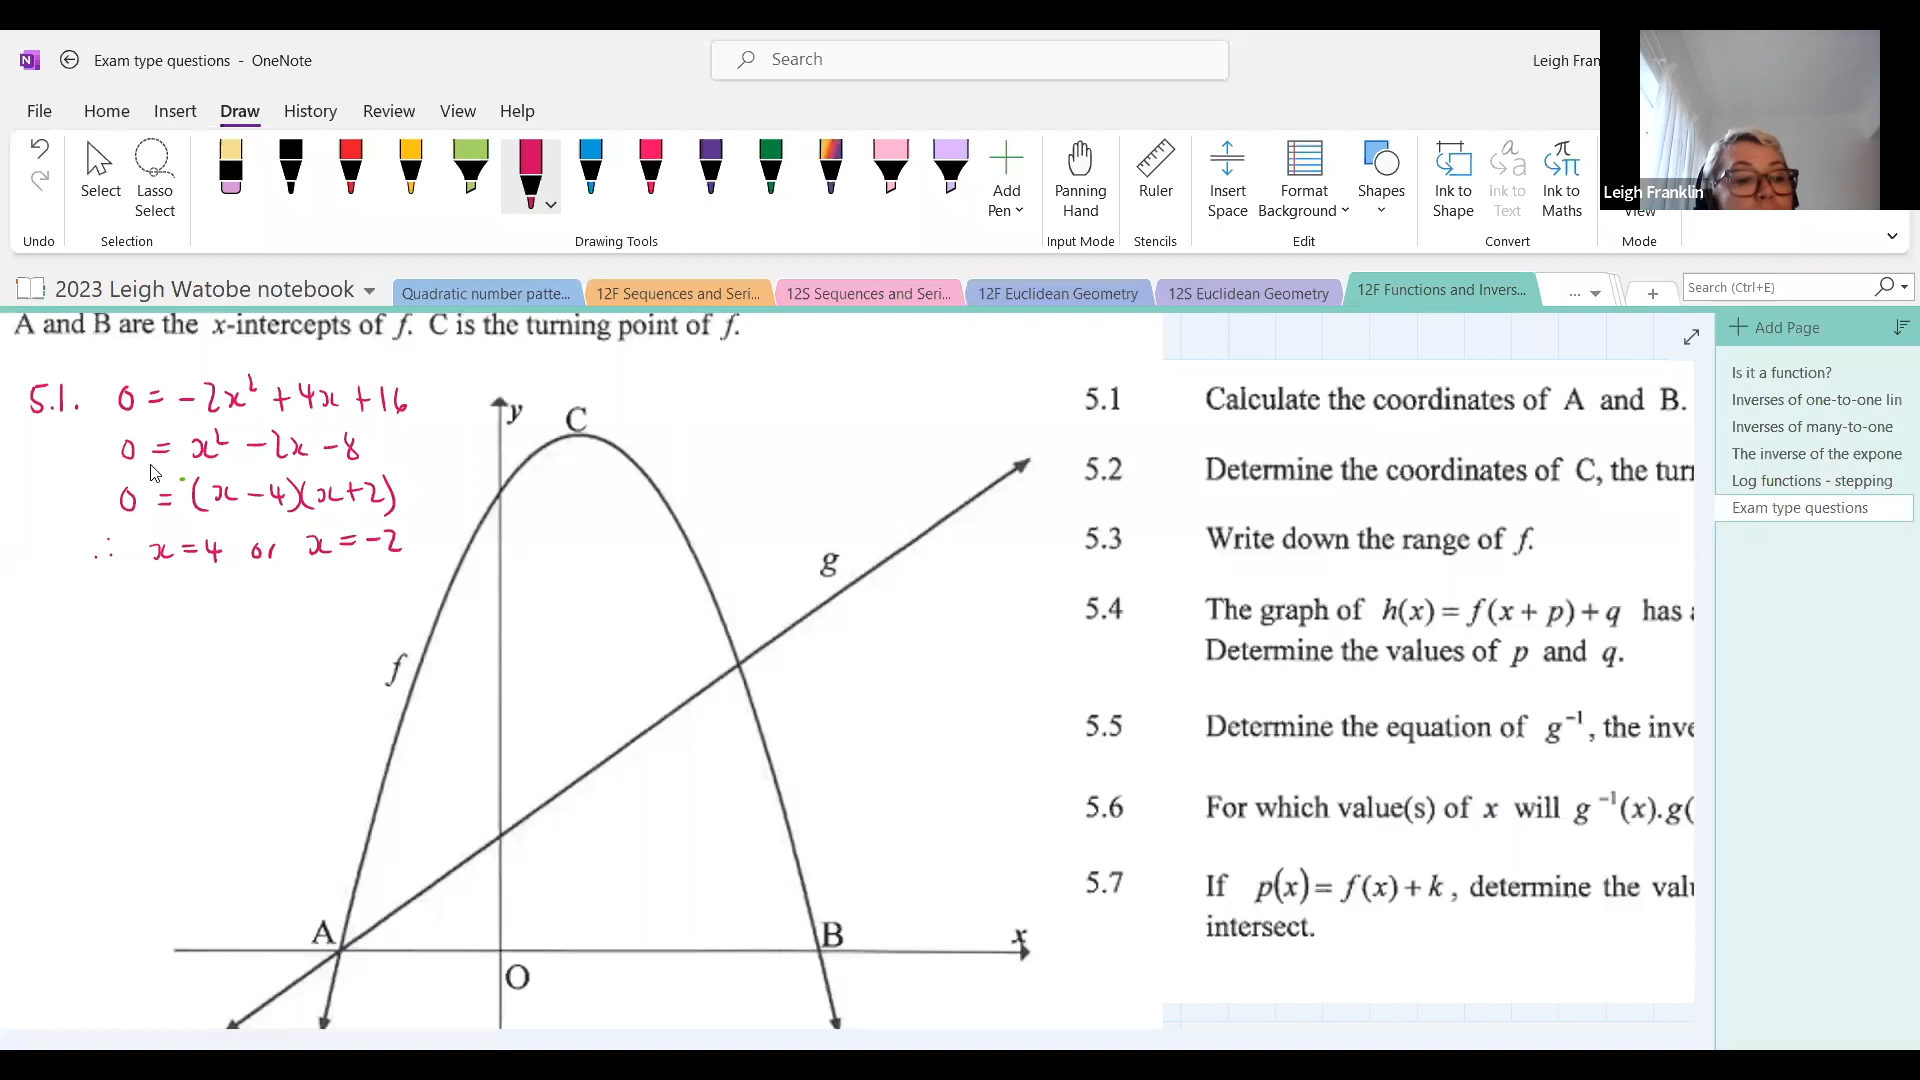 Exam type questions - OneNote
Search
Leigh Fran
File Home Insert Draw History Review View Help
Undo
Select
Lasso Select
Selection
Drawing Tools
Add Pen
Panning Hand
Input Mode
Ruler
Stencils
Insert Space
Format Background
Shapes
Edit
Ink to Shape
Ink to Text
Ink to Maths
Convert
View
Mode
Leigh Franklin
2023 Leigh Watobe notebook
Quadratic number patte...
12F Sequences and Seri...
12S Sequences and Seri...
12F Euclidean Geometry
12S Euclidean Geometry
12F Functions and Invers...
Search (Ctrl+E)
Add Page
Is it a function?
Inverses of one-to-one lin
Inverses of many-to-one
The inverse of the expone
Log functions - stepping
Exam type questions
A and B are the x-intercepts of f. C is the turning point of f.
5.1. 0 = -2x² + 4x + 16
0 = x² - 2x - 8
0 = (x - 4)(x + 2)
∴ x = 4 or x = -2
y
C
g
f
A
B
x
O
5.1 Calculate the coordinates of A and B.
5.2 Determine the coordinates of C, the turn
5.3 Write down the range of f.
5.4 The graph of h(x) = f(x + p) + q has
Determine the values of p and q.
5.5 Determine the equation of g⁻¹, the inve
5.6 For which value(s) of x will g⁻¹(x).g(
5.7 If p(x) = f(x) + k, determine the val
intersect.